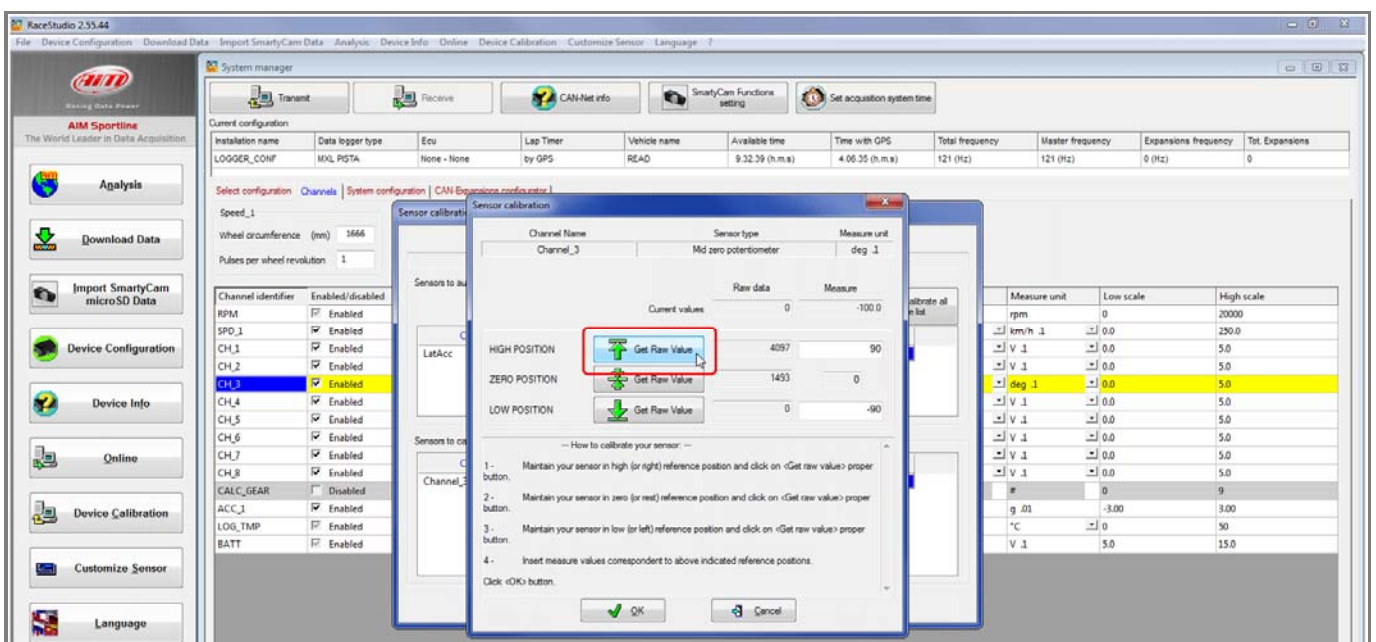 RaceStudio 2.55.44
File Device Configuration Download Data Import SmartyCam Data Analysis Device Info Online Device Calibration Customize Sensor Language ?
AIM
Racing Data Power
AIM Sportline
The World Leader in Data Acquisition
Analysis
Download Data
Import SmartyCam
microSD Data
Device Configuration
Device Info
Online
Device Calibration
Customize Sensor
Language
System manager
Transmit
Receive
CAN-Net info
SmartyCam Functions
setting
Set acquisition system time
Current configuration
Installation name Data logger type Ecu Lap Timer Vehicle name Available time Time with GPS Total frequency Master frequency Expansions frequency Tot. Expansions
LOGGER_CONF MXL PISTA None - None by GPS READ 9.32.39 (h.m.s) 4.06.35 (h.m.s) 121 (Hz) 121 (Hz) 0 (Hz) 0
Select configuration Channels System configuration CAN-Expansions configurator
Speed_1
Wheel circumference (mm) 1666
Pulses per wheel revolution 1
Channel identifier Enabled/disabled Measure unit Low scale High scale
RPM Enabled rpm 0 20000
SPD_1 Enabled km/h .1 0.0 250.0
CH_1 Enabled V .1 0.0 5.0
CH_2 Enabled V .1 0.0 5.0
CH_3 Enabled deg .1 0.0 5.0
CH_4 Enabled V .1 0.0 5.0
CH_5 Enabled V .1 0.0 5.0
CH_6 Enabled V .1 0.0 5.0
CH_7 Enabled V .1 0.0 5.0
CH_8 Enabled V .1 0.0 5.0
CALC_GEAR Disabled # 0 9
ACC_1 Enabled g .01 -3.00 3.00
LOG_TMP Enabled °C 0 50
BATT Enabled V .1 5.0 15.0
Sensor calibrati
Sensors to au
LatAcc
Sensors to ca
Channel_3
Sensor calibration
Channel Name Sensor type Measure unit
Channel_3 Mid zero potentiometer deg .1
Raw data Measure
Current values 0 -100.0
HIGH POSITION Get Raw Value 4097 90
ZERO POSITION Get Raw Value 1493 0
LOW POSITION Get Raw Value 0 -90
--- How to calibrate your sensor: ---
1 - Maintain your sensor in high (or right) reference position and click on <Get raw value> proper
button.
2 - Maintain your sensor in zero (or rest) reference position and click on <Get raw value> proper
button.
3 - Maintain your sensor in low (or left) reference position and click on <Get raw value> proper
button.
4 - Insert measure values correspondent to above indicated reference positions.
Click <OK> button.
OK
Cancel